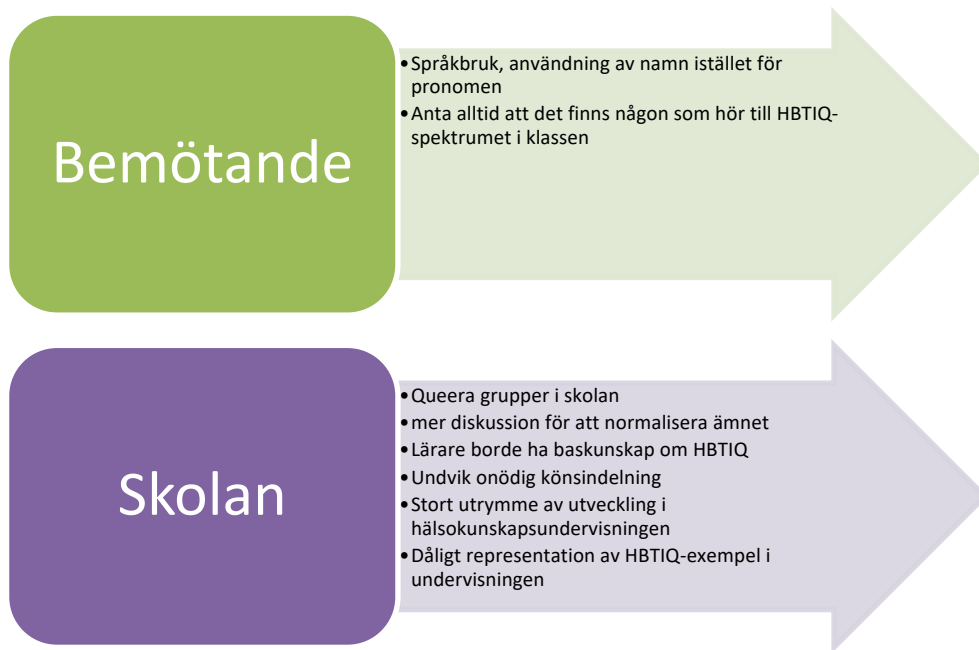 Bemötande
•Språkbruk, användning av namn istället för
pronomen
•Anta alltid att det finns någon som hör till HBTIQ-
spektrumet i klassen
Skolan
•Queera grupper i skolan
•mer diskussion för att normalisera ämnet
•Lärare borde ha baskunskap om HBTIQ
•Undvik onödig könsindelning
•Stort utrymme av utveckling i
hälsokunskapsundervisningen
•Dåligt representation av HBTIQ-exempel i
undervisningen